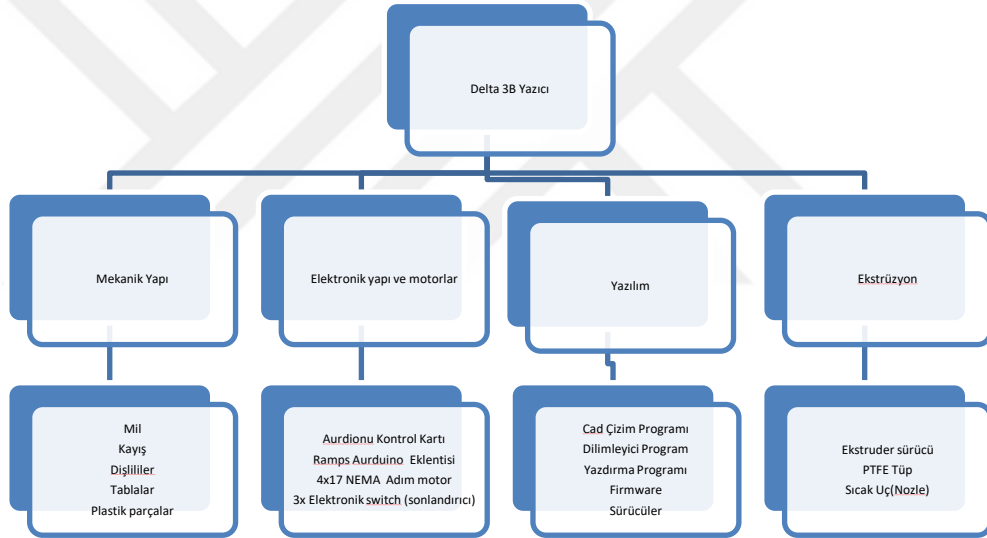 Delta 3B Yazıcı
Mekanik Yapı
Elektronik yapı ve motorlar
Yazılım
Ekstrüzyon
Mil
Kayış
Dişlililer
Tablalar
Plastik parçalar
Aurdionu Kontrol Kartı
Ramps Aurduino Eklentisi
4x17 NEMA Adım motor
3x Elektronik switch (sonlandırıcı)
Cad Çizim Programı
Dilimleyici Program
Yazdırma Programı
Firmware
Sürücüler
Ekstruder sürücü
PTFE Tüp
Sıcak Uç(Nozle)